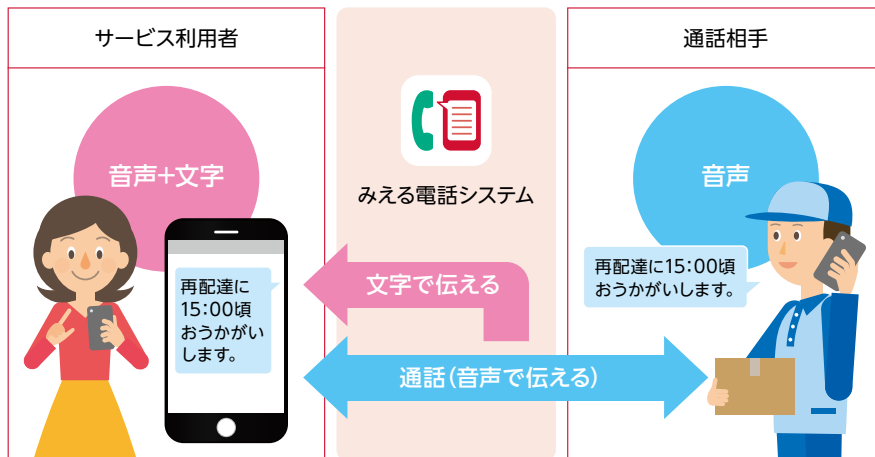 サービス利用者
通話相手
音声+文字
みえる電話システム
音声
再配達に
15:00頃
おうかがい
します。
文字で伝える
再配達に15:00頃
おうかがいします。
通話(音声で伝える)